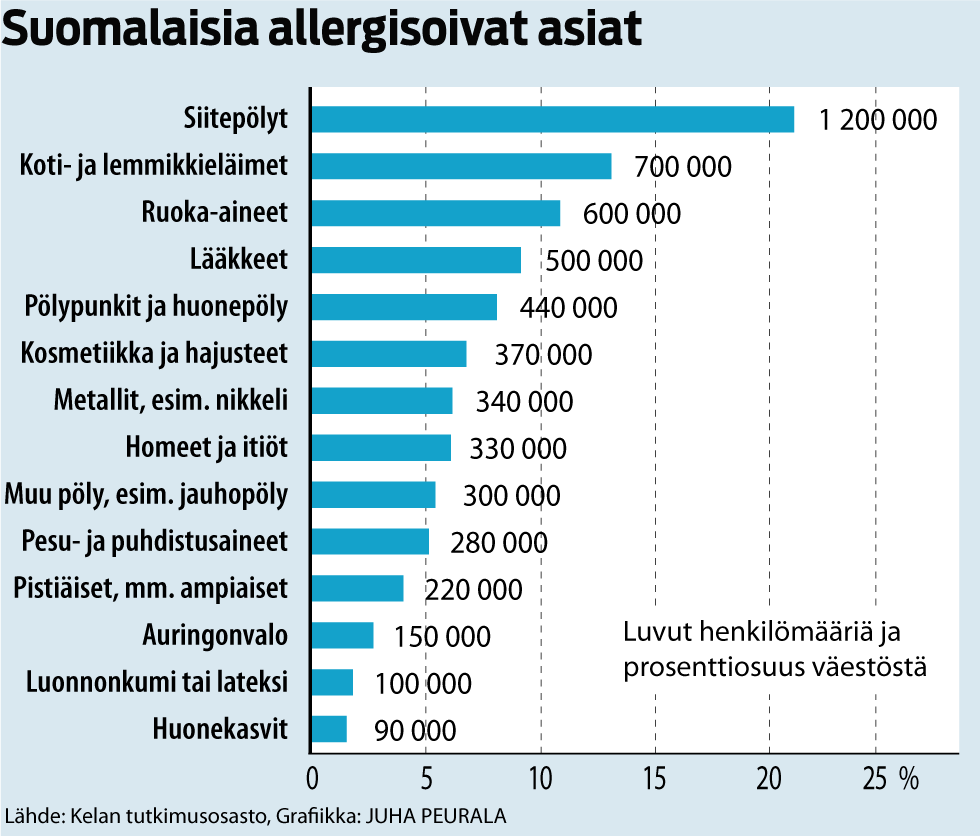 Suomalaisia allergisoivat asiat
Siitepölyt 1 200 000
Koti- ja lemmikkieläimet 700 000
Ruoka-aineet 600 000
Lääkkeet 500 000
Pölypunkit ja huonepöly 440 000
Kosmetiikka ja hajusteet 370 000
Metallit, esim. nikkeli 340 000
Homeet ja itiöt 330 000
Muu pöly, esim. jauhopöly 300 000
Pesu- ja puhdistusaineet 280 000
Pistiäiset, mm. ampiaiset 220 000
Auringonvalo 150 000
Luonnonkumi tai lateksi 100 000
Huonekasvit 90 000
Luvut henkilömääriä ja
prosenttiosuus väestöstä
0 5 10 15 20 25 %
Lähde: Kelan tutkimusosasto, Grafiikka: JUHA PEURALA